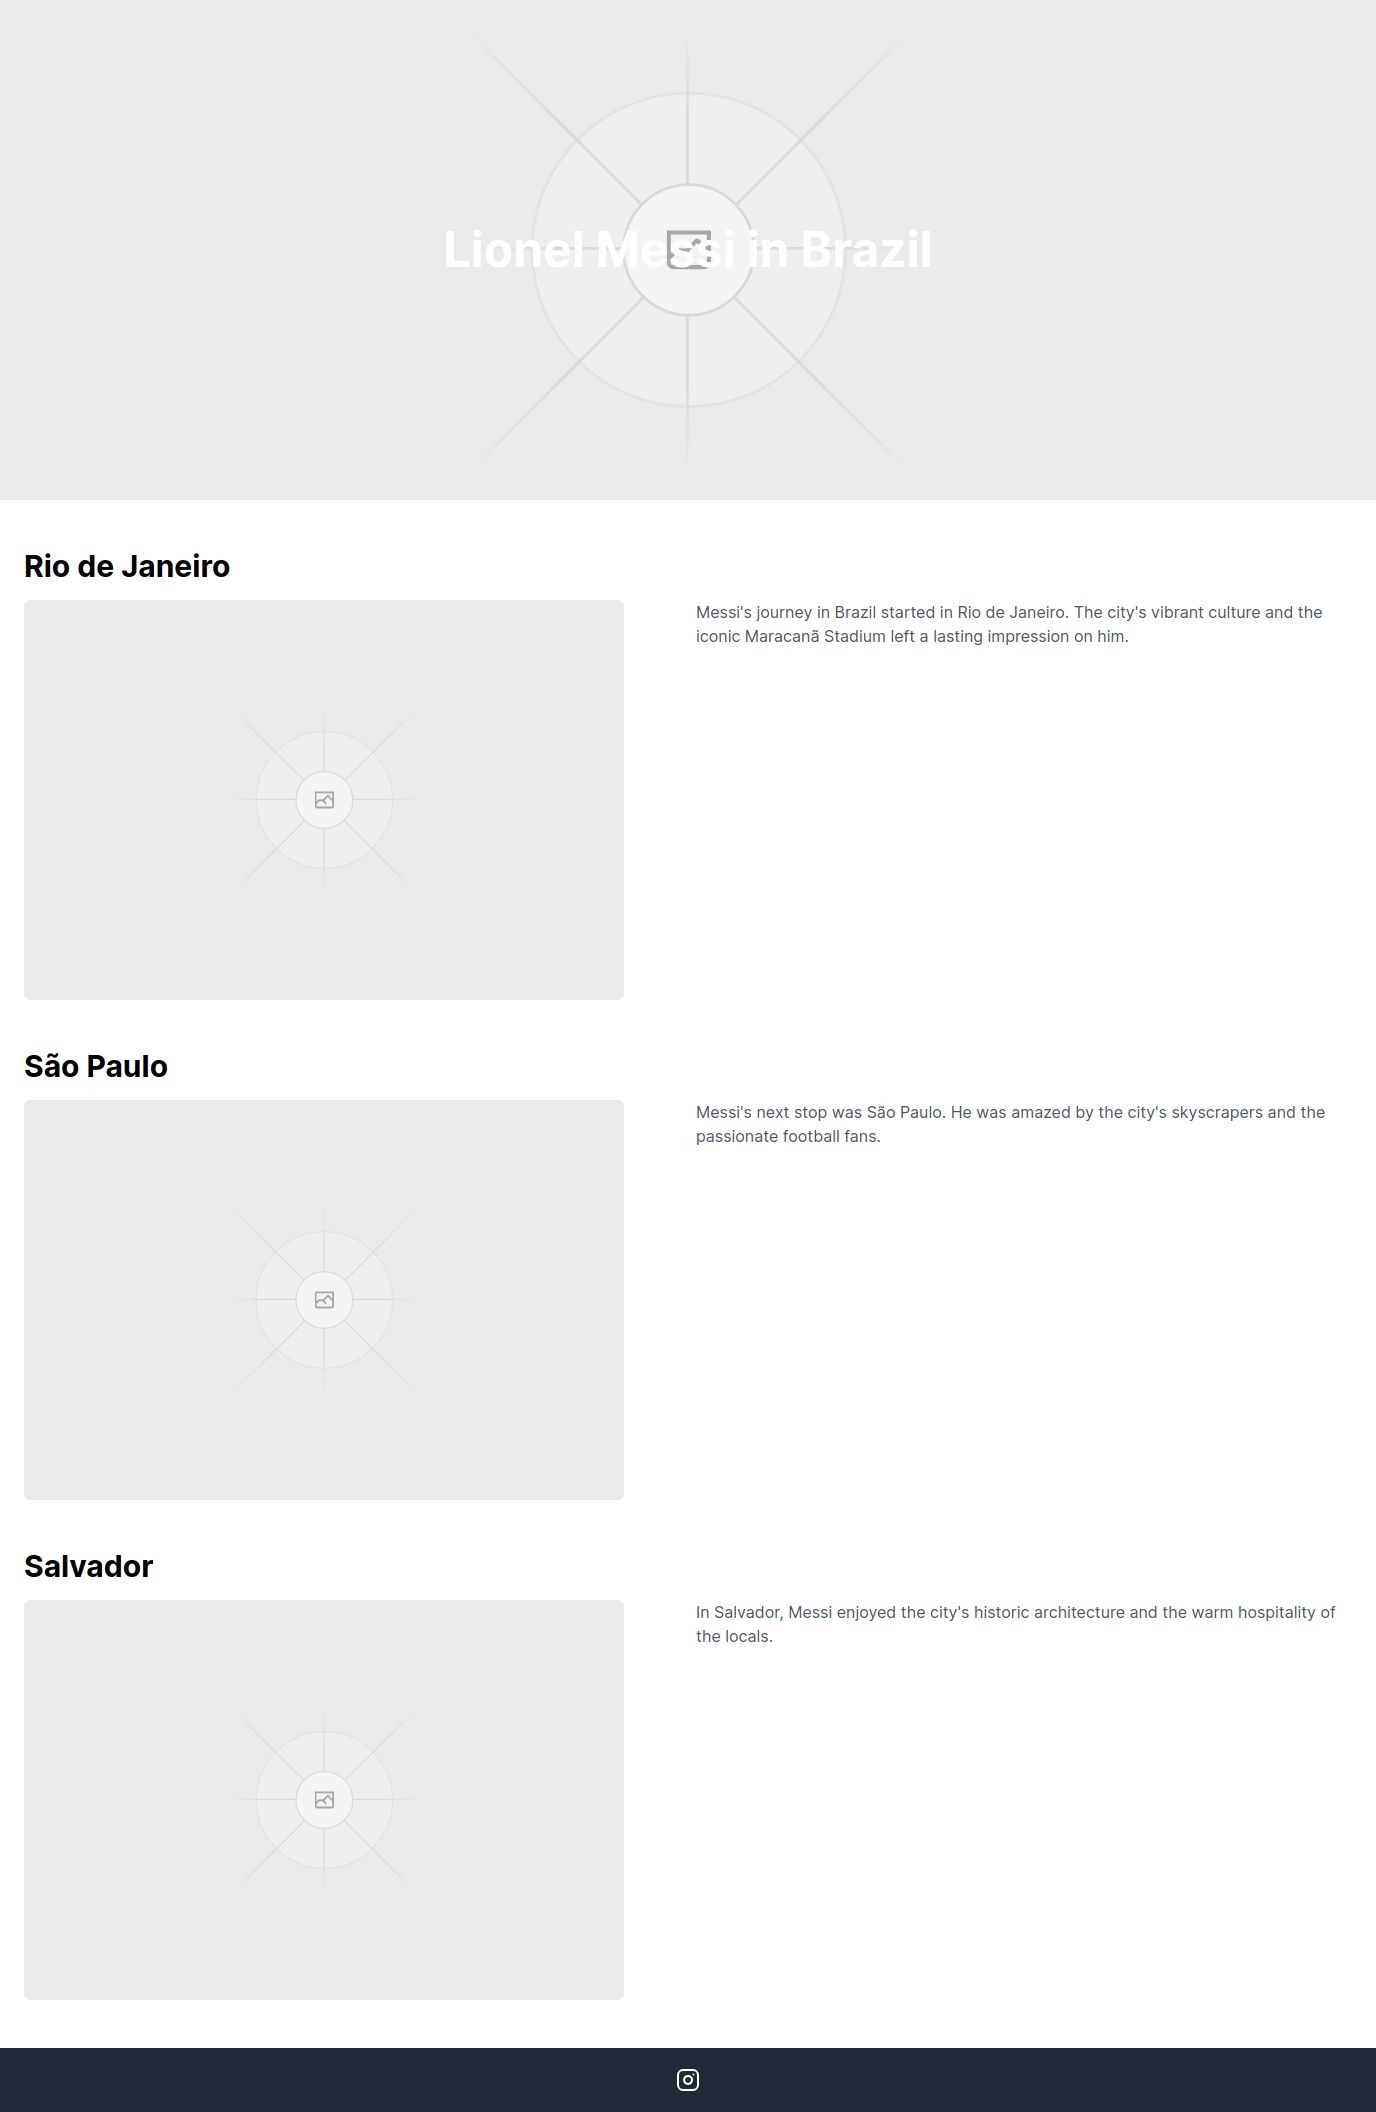 Lionel Messi in Brazil
Rio de Janeiro
Messi's journey in Brazil started in Rio de Janeiro. The city's vibrant culture and the
iconic Maracanã Stadium left a lasting impression on him.
São Paulo
Messi's next stop was São Paulo. He was amazed by the city's skyscrapers and the
passionate football fans.
Salvador
In Salvador, Messi enjoyed the city's historic architecture and the warm hospitality of
the locals.